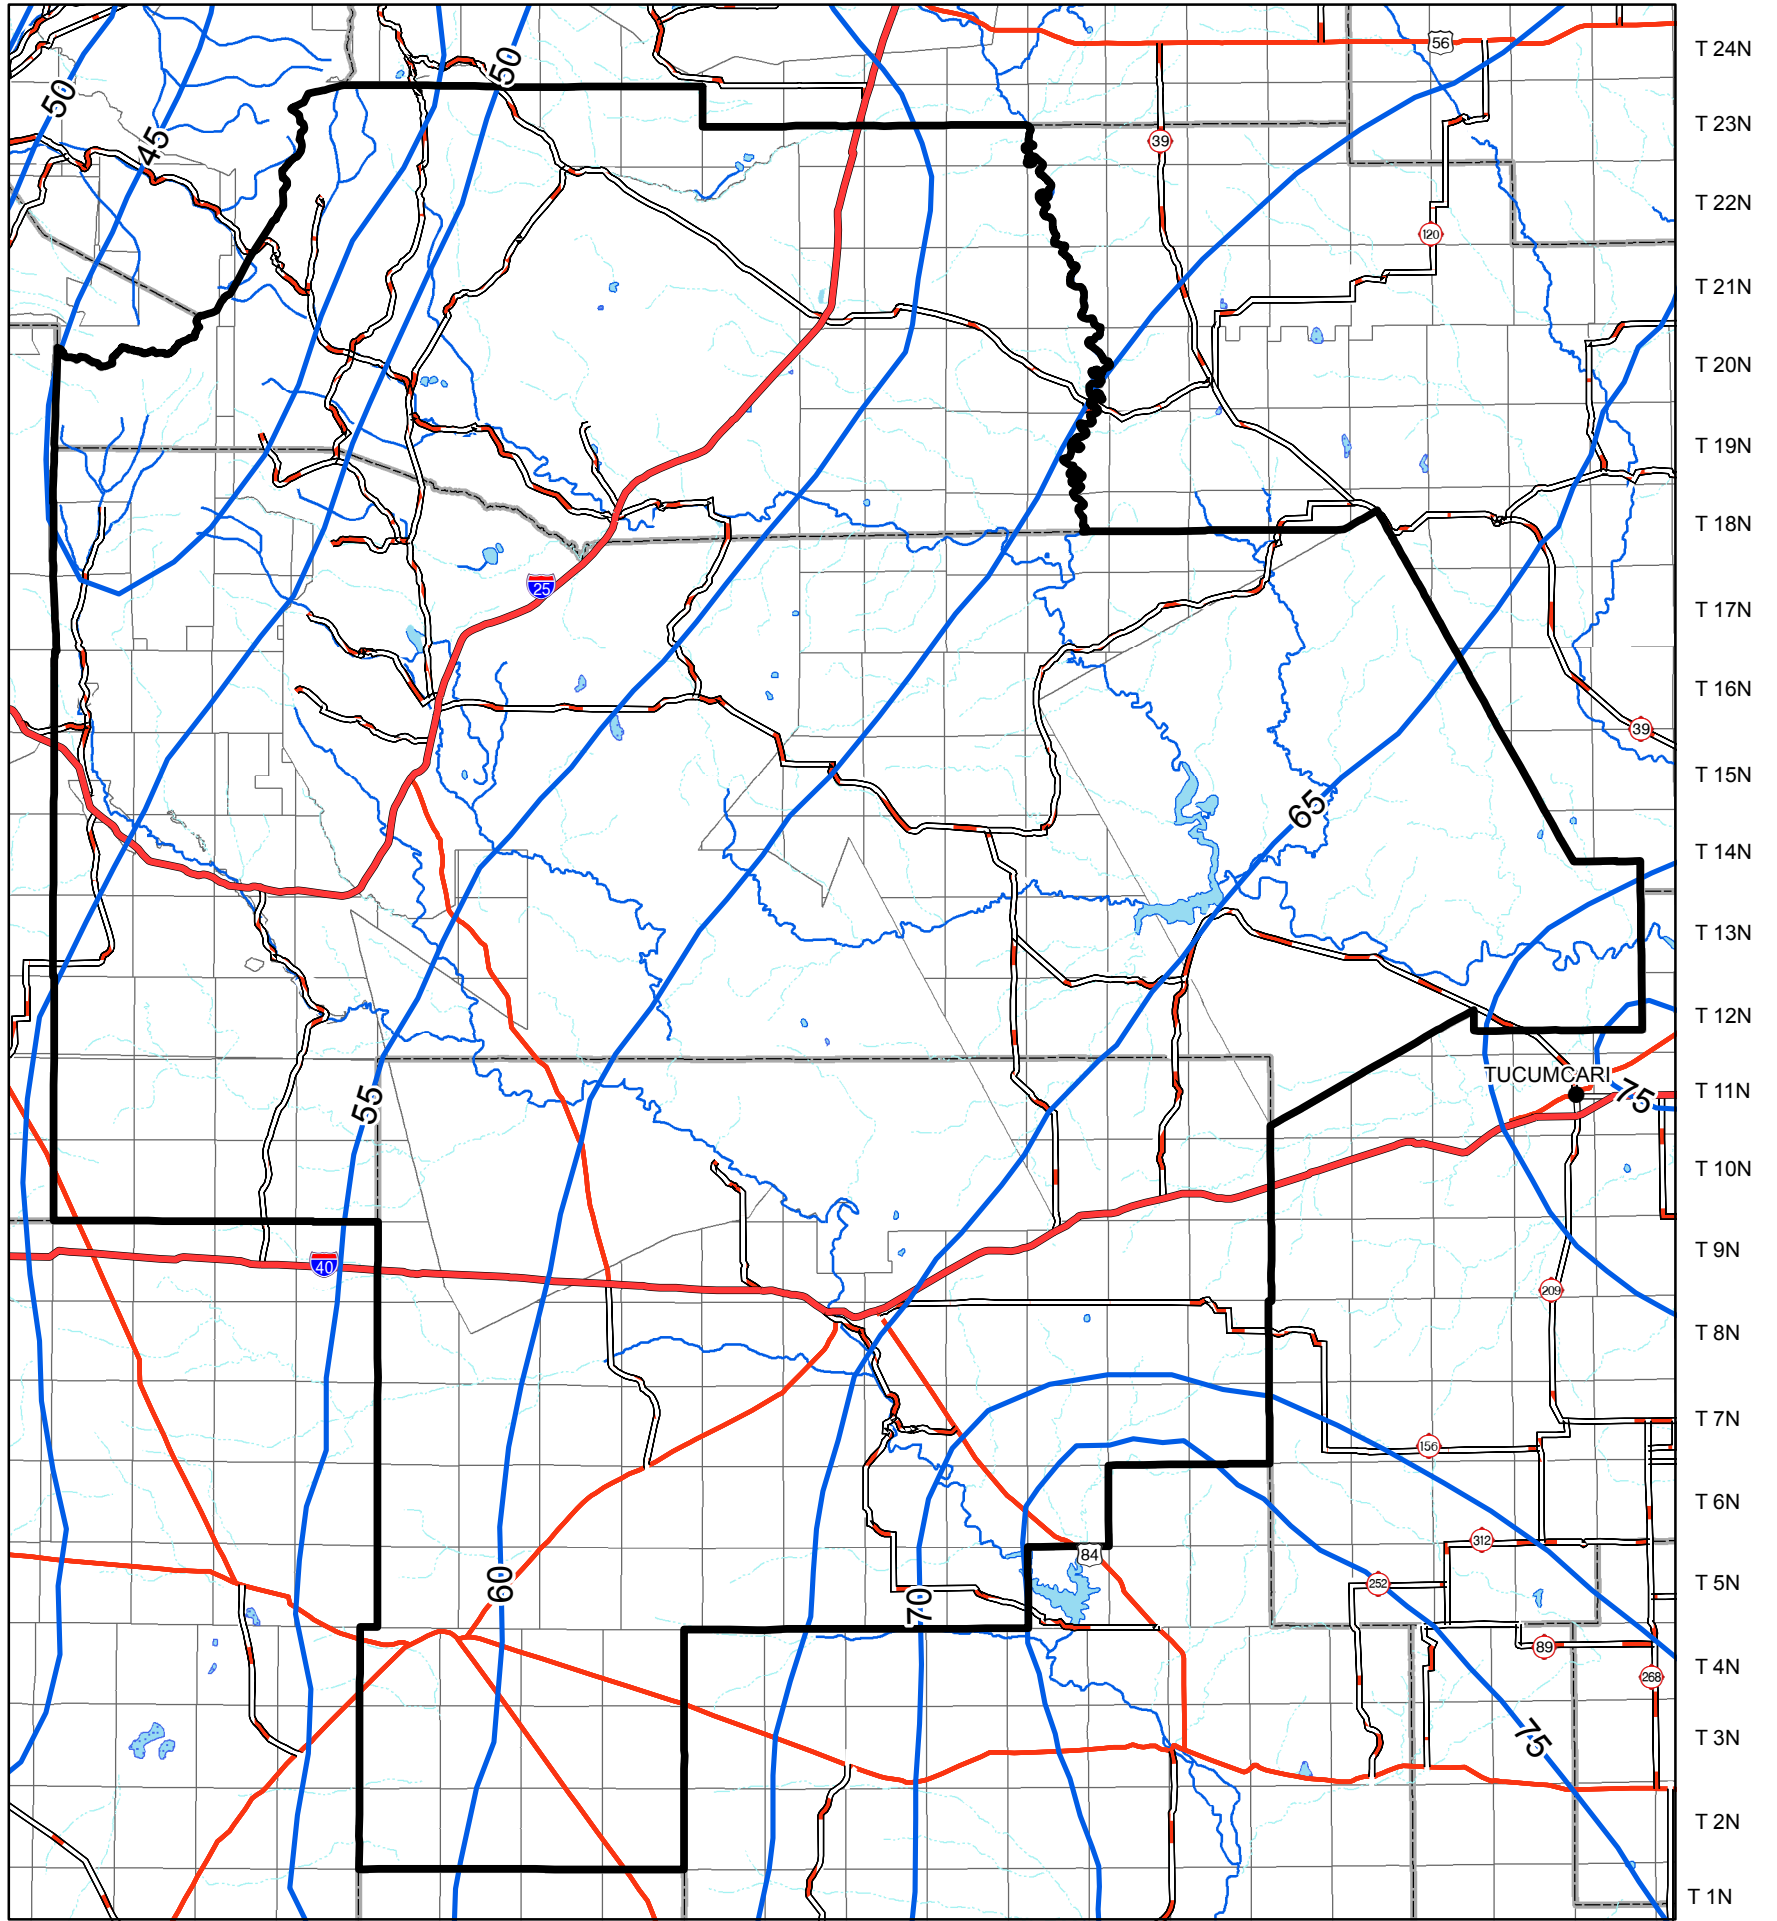 T 24N
56
50
50
T 23N
39
45
T 22N
120
T 21N
T 20N
T 19N
T 18N
25
T 17N
T 16N
39
T 15N
65
T 14N
T 13N
T 12N
TUCUMCARI
T 11N
75
55
T 10N
T 9N
40
209
T 8N
T 7N
156
T 6N
312
84
T 5N
252
60
70
89
T 4N
268
T 3N
75
T 2N
T 1N